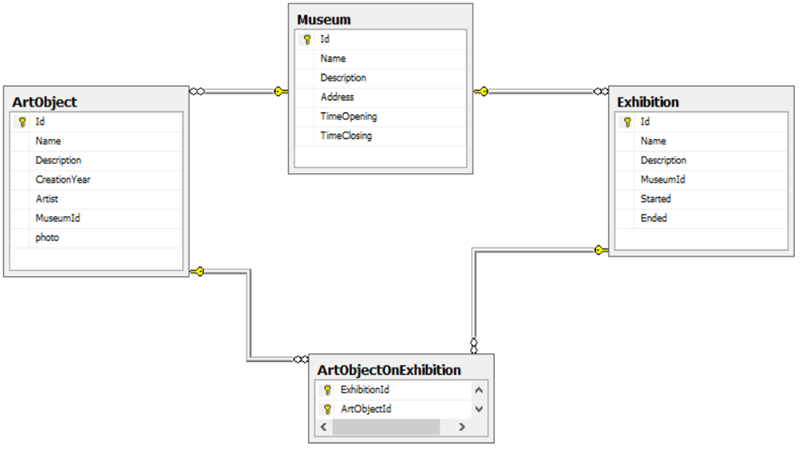 Museum
Id
Name
Description
Address
TimeOpening
TimeClosing
ArtObject
Id
Name
Description
CreationYear
Artist
MuseumId
photo
Exhibition
Id
Name
Description
MuseumId
Started
Ended
ArtObjectOnExhibition
ExhibitionId
ArtObjectId